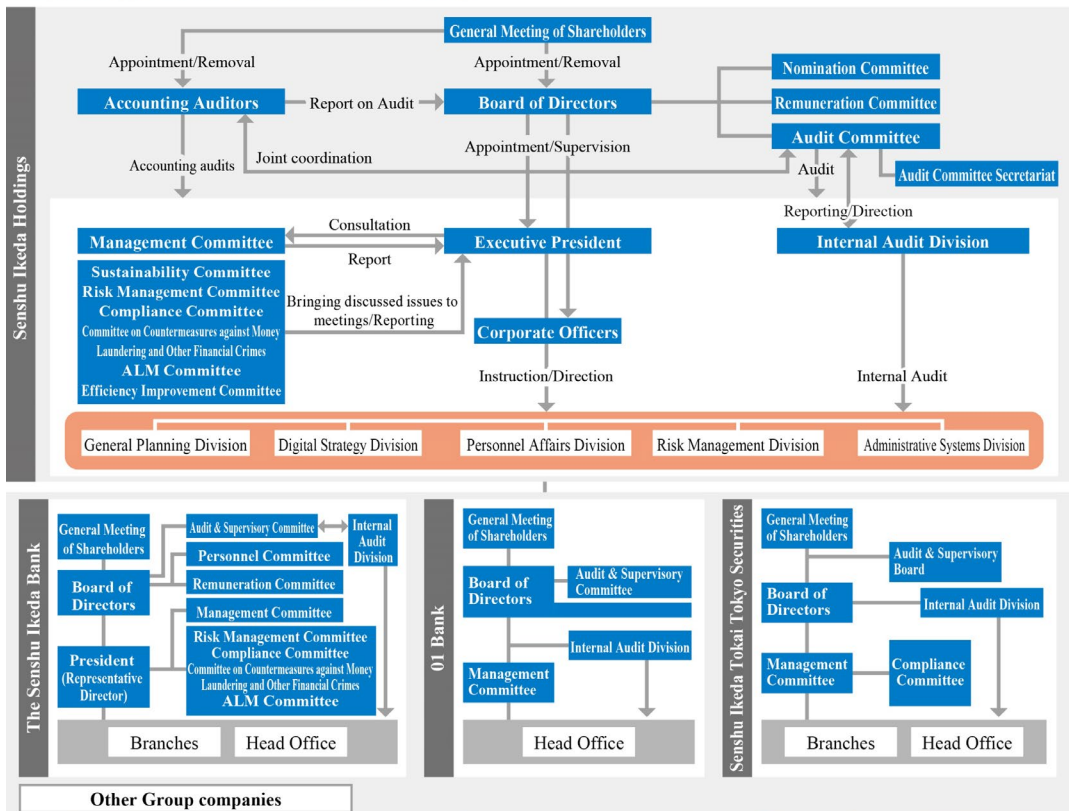 Senshu Ikeda Holdings
General Meeting of Shareholders
Appointment/Removal
Appointment/Removal
Accounting Auditors
Report on Audit
Board of Directors
Nomination Committee
Remuneration Committee
Audit Committee
Accounting audits
Joint coordination
Appointment/Supervision
Audit
Audit Committee Secretariat
Reporting/Direction
Management Committee
Consultation
Report
Executive President
Internal Audit Division
Sustainability Committee
Risk Management Committee
Compliance Committee
Committee on Countermeasures against Money
Laundering and Other Financial Crimes
ALM Committee
Efficiency Improvement Committee
Bringing discussed issues to
meetings/Reporting
Corporate Officers
Instruction/Direction
Internal Audit
General Planning Division
Digital Strategy Division
Personnel Affairs Division
Risk Management Division
Administrative Systems Division
The Senshu Ikeda Bank
General Meeting
of Shareholders
Audit & Supervisory Committee
Internal
Audit
Division
Personnel Committee
Board of
Directors
Remuneration Committee
Management Committee
President
(Representative
Director)
Risk Management Committee
Compliance Committee
Committee on Countermeasures against Money
Laundering and Other Financial Crimes
ALM Committee
Branches
Head Office
01 Bank
General Meeting
of Shareholders
Board of
Directors
Audit & Supervisory
Committee
Internal Audit Division
Management
Committee
Head Office
Senshu Ikeda Tokai Tokyo Securities
General Meeting
of Shareholders
Audit & Supervisory
Board
Board of
Directors
Internal Audit Division
Management
Committee
Compliance
Committee
Branches
Head Office
Other Group companies